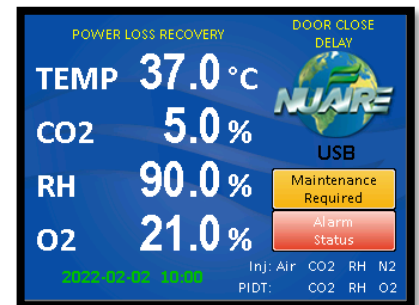 POWER LOSS RECOVERY
DOOR CLOSE
DELAY
TEMP 37.0 °C
NUAIRE
CO2 5.0 %
USB
RH 90.0 %
Maintenance
Required
O2 21.0 %
Alarm
Status
2022-02-02 10:00
Inj: Air CO2 RH N2
PIDT: CO2 RH O2